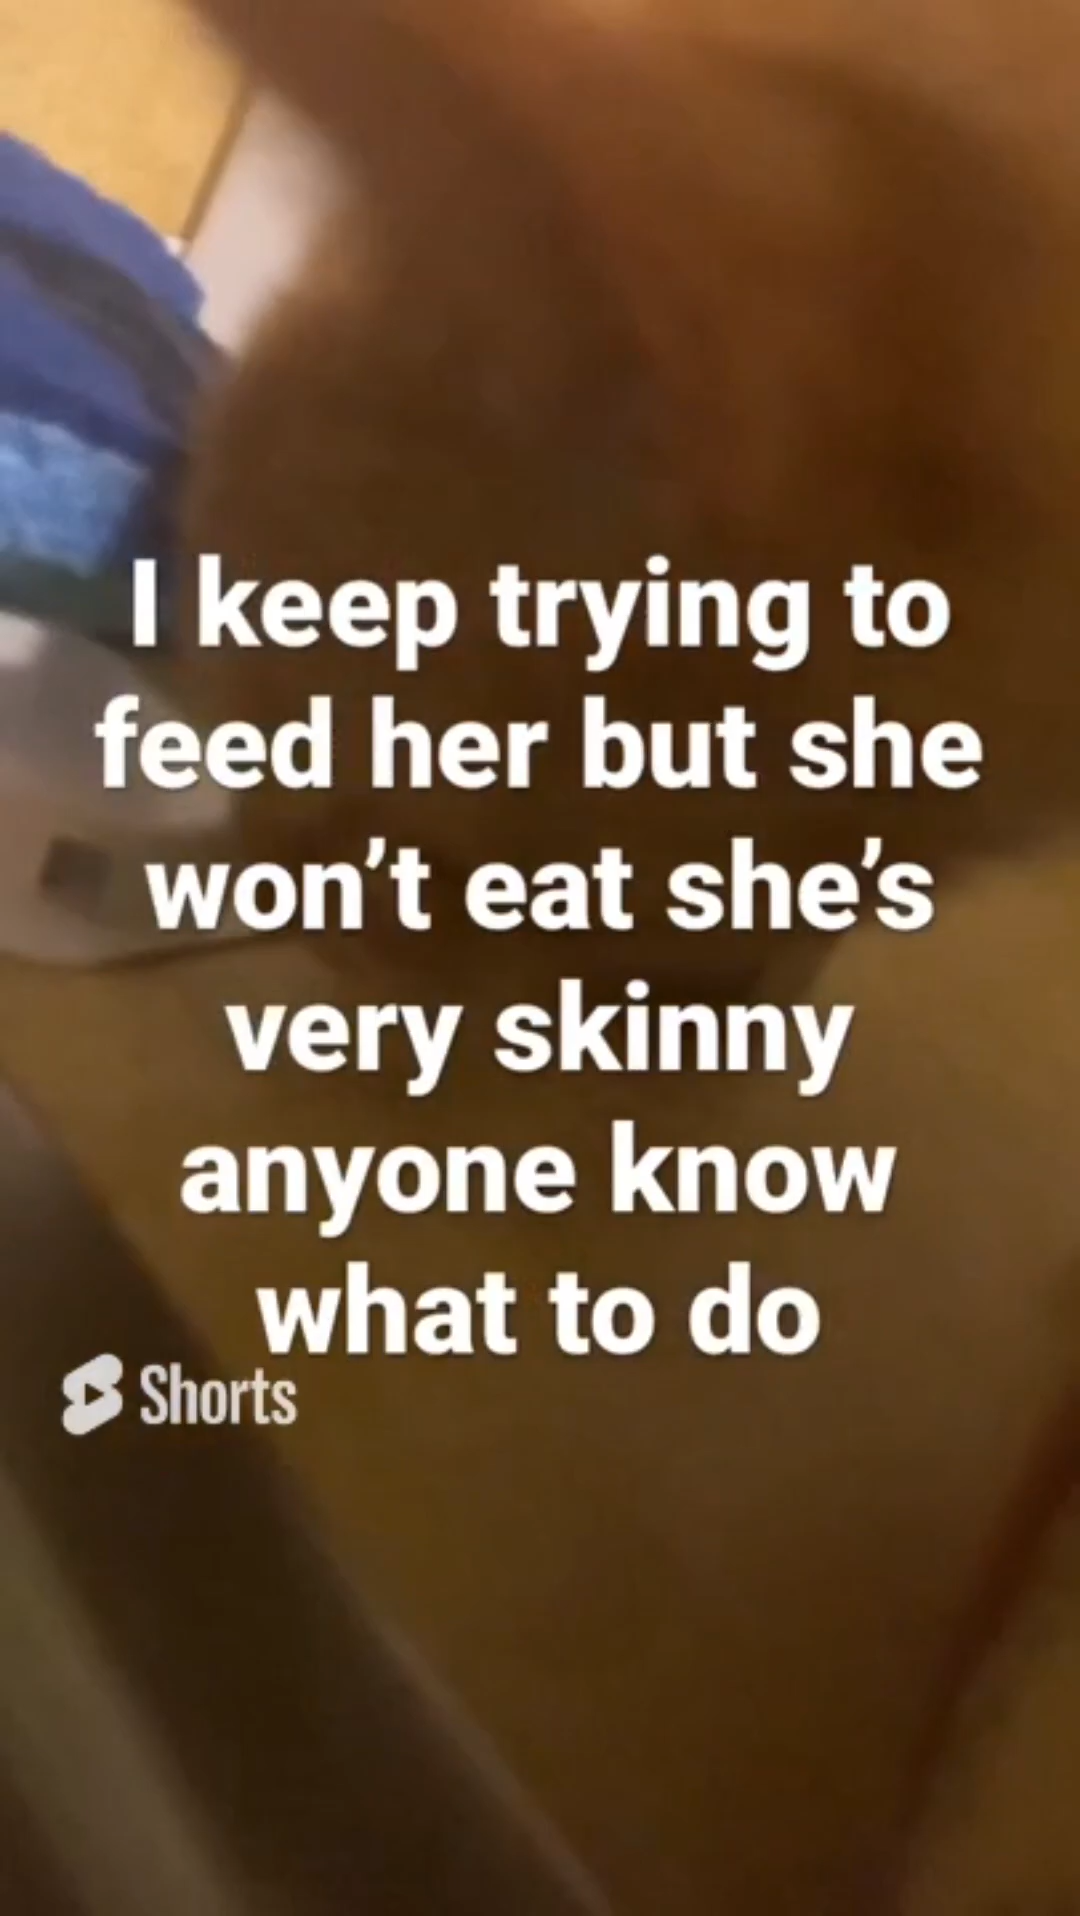 I keep trying to
feed her but she
won’t eat she’s
very skinny
anyone know
what to do
Shorts